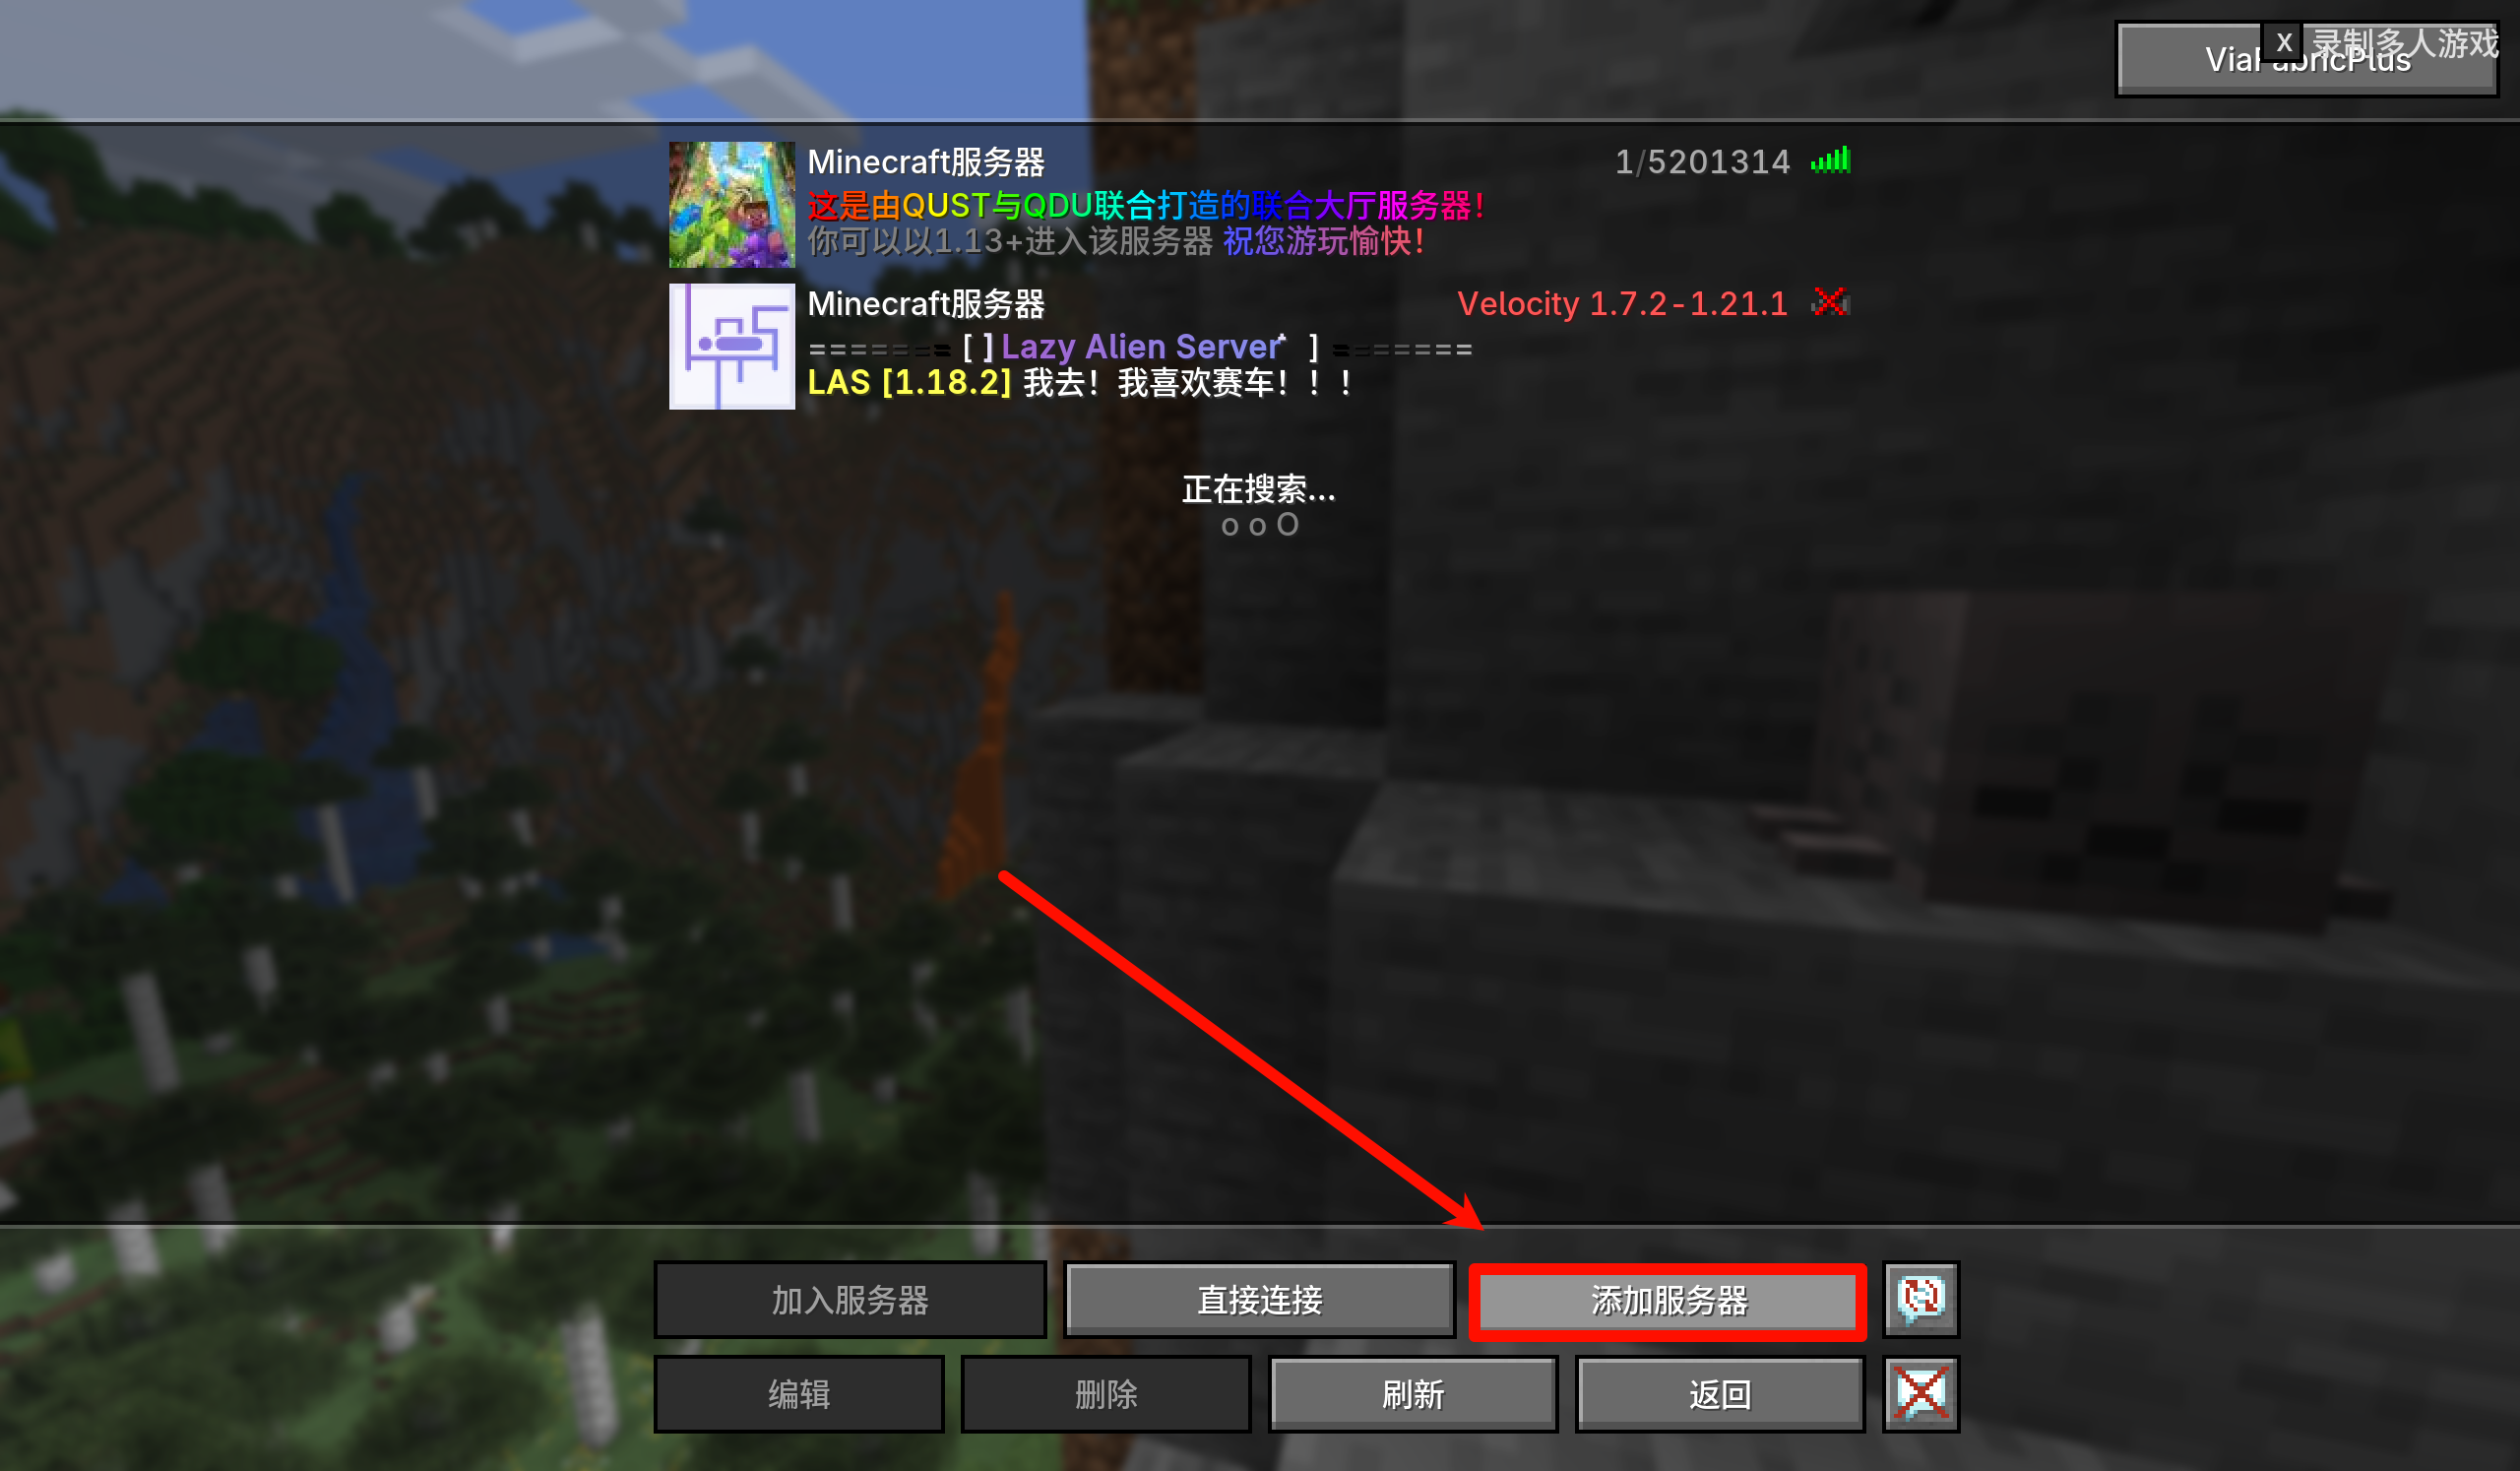 X 录制多人游戏
ViaFabricPlus
Minecraft服务器
1/5201314
这是由QUST与QDU联合打造的联合大厅服务器！
你可以以1.13+进入该服务器 祝您游玩愉快！
Minecraft服务器
Velocity 1.7.2-1.21.1
======= [ ] Lazy Alien Server ] =======
LAS [1.18.2] 我去！我喜欢赛车！！！
正在搜索...
o o O
加入服务器
直接连接
添加服务器
编辑
删除
刷新
返回